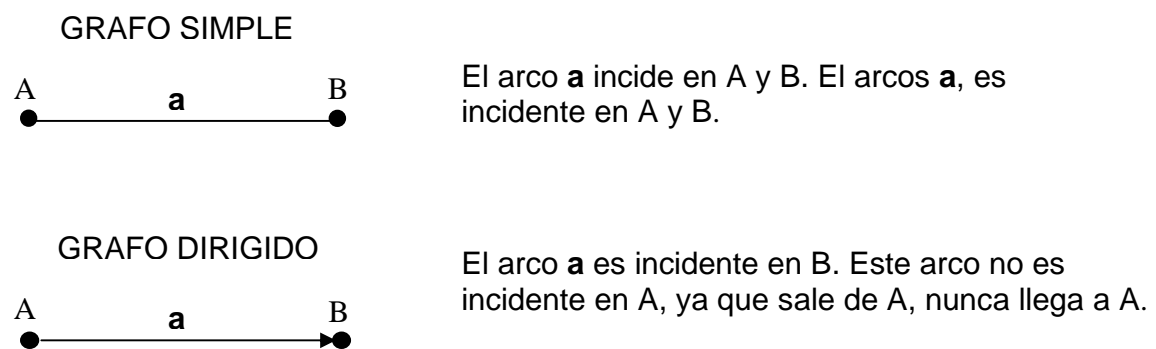 GRAFO SIMPLE
A a B
El arco a incide en A y B. El arcos a, es
incidente en A y B.
GRAFO DIRIGIDO
A a B
El arco a es incidente en B. Este arco no es
incidente en A, ya que sale de A, nunca llega a A.